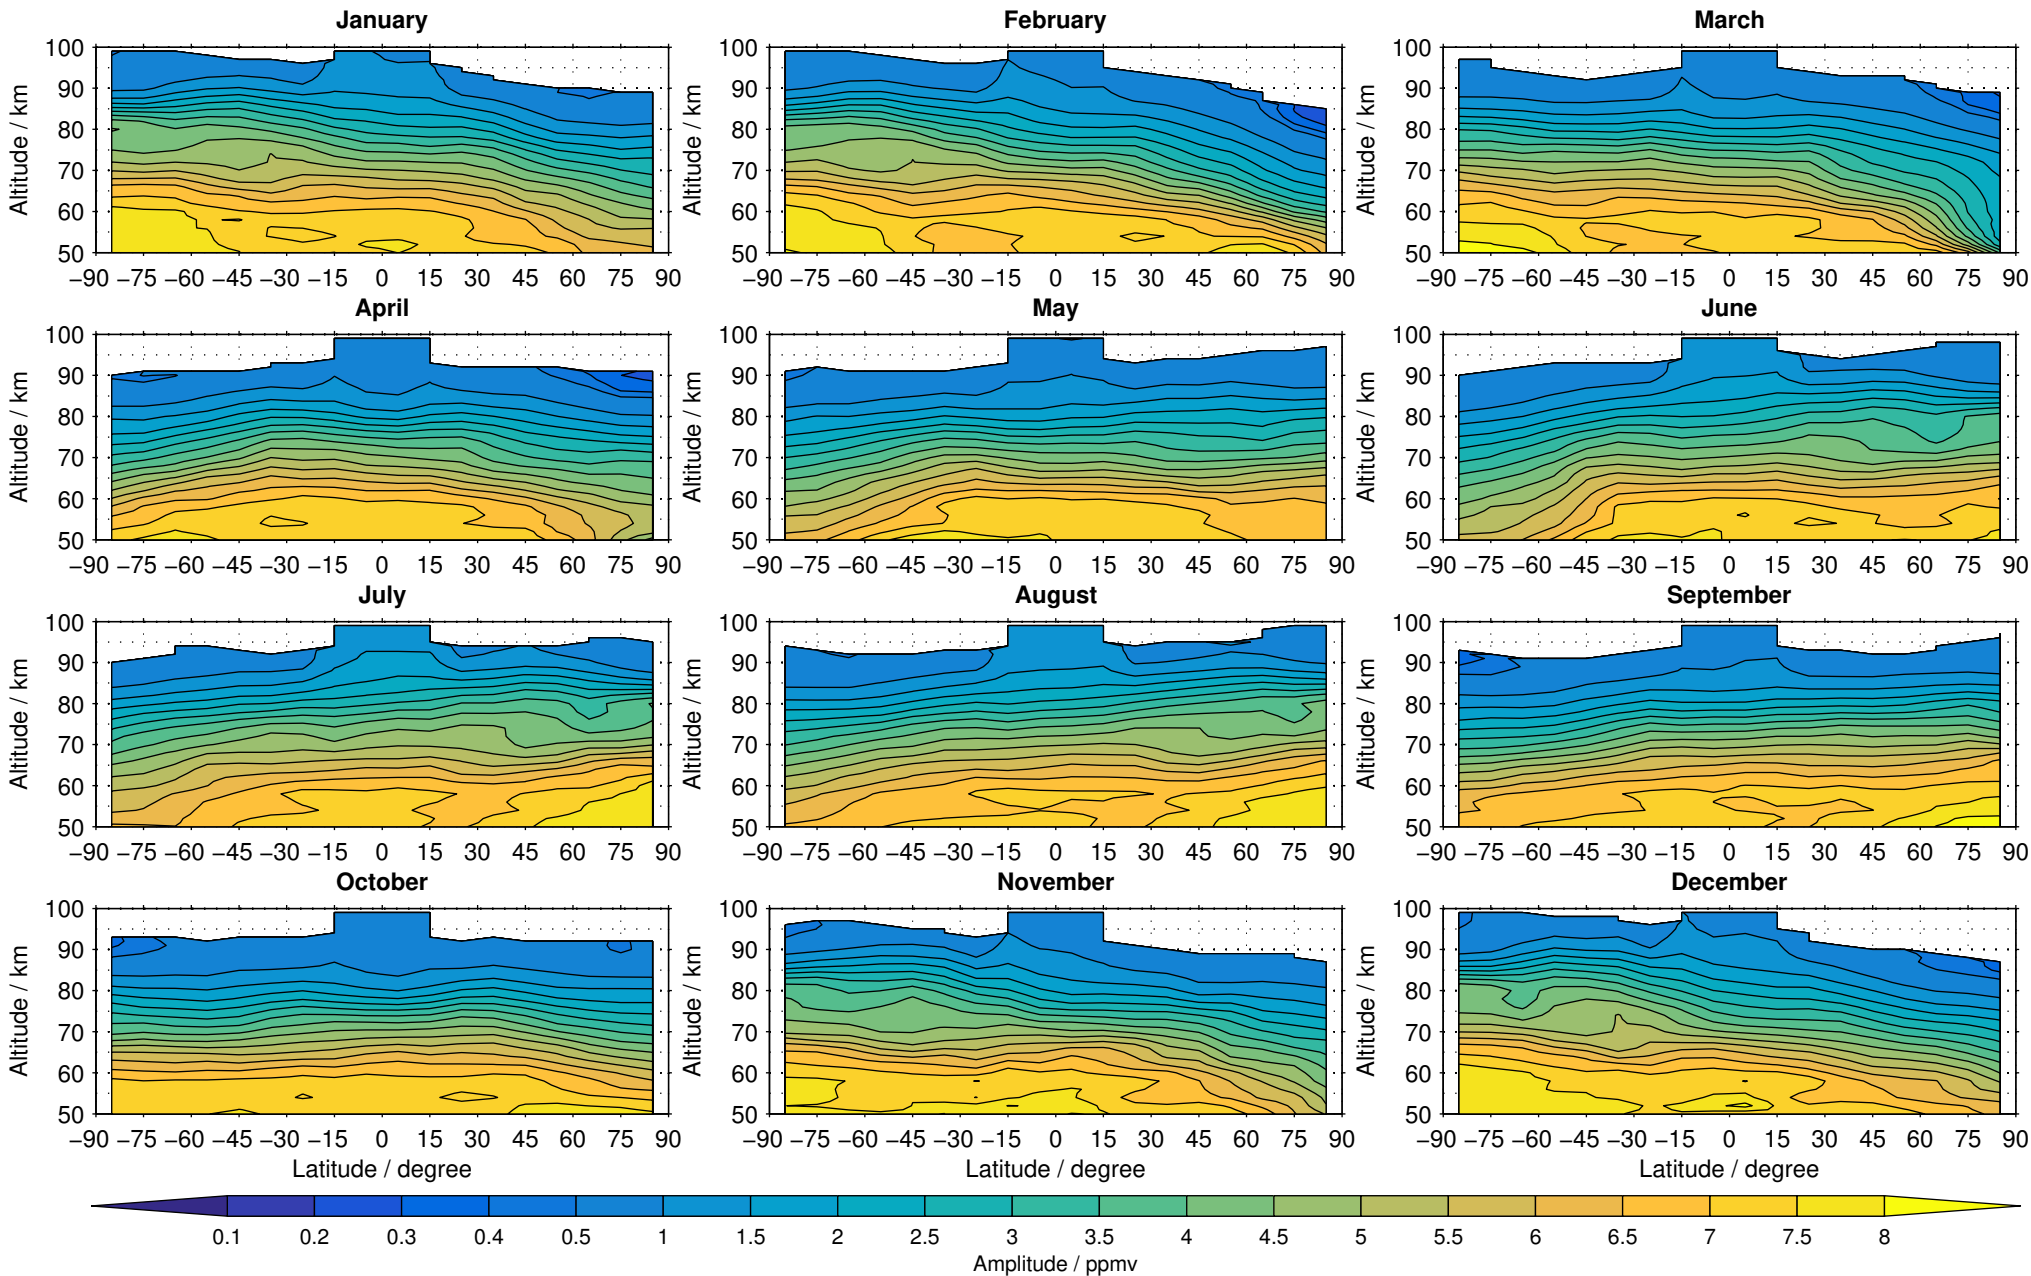 January February March
100 100 100
90 90 90
80 80 80
70 70 70
60 60 60
50 50 50
Altitude / km Altitude / km Altitude / km
−90 −75 −60 −45 −30 −15 0 15 30 45 60 75 90 −90 −75 −60 −45 −30 −15 0 15 30 45 60 75 90 −90 −75 −60 −45 −30 −15 0 15 30 45 60 75 90
April May June
100 100 100
90 90 90
80 80 80
70 70 70
60 60 60
50 50 50
Altitude / km Altitude / km Altitude / km
−90 −75 −60 −45 −30 −15 0 15 30 45 60 75 90 −90 −75 −60 −45 −30 −15 0 15 30 45 60 75 90 −90 −75 −60 −45 −30 −15 0 15 30 45 60 75 90
July August September
100 100 100
90 90 90
80 80 80
70 70 70
60 60 60
50 50 50
Altitude / km Altitude / km Altitude / km
−90 −75 −60 −45 −30 −15 0 15 30 45 60 75 90 −90 −75 −60 −45 −30 −15 0 15 30 45 60 75 90 −90 −75 −60 −45 −30 −15 0 15 30 45 60 75 90
October November December
100 100 100
90 90 90
80 80 80
70 70 70
60 60 60
50 50 50
Altitude / km Altitude / km Altitude / km
−90 −75 −60 −45 −30 −15 0 15 30 45 60 75 90 −90 −75 −60 −45 −30 −15 0 15 30 45 60 75 90 −90 −75 −60 −45 −30 −15 0 15 30 45 60 75 90
Latitude / degree Latitude / degree Latitude / degree
0.1 0.2 0.3 0.4 0.5 1 1.5 2 2.5 3 3.5 4 4.5 5 5.5 6 6.5 7 7.5 8
Amplitude / ppmv